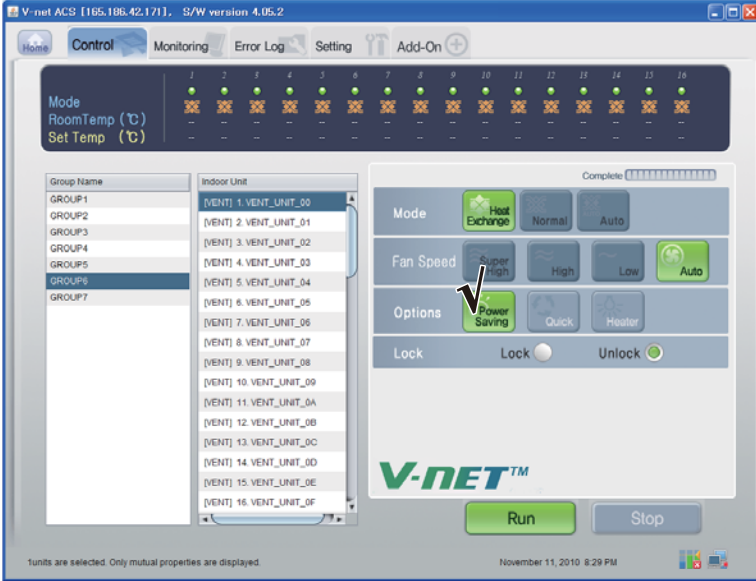 V-net ACS [165.186.42.171], S/W version 4.05.2
Home Control Monitoring Error Log Setting Add-On
1 2 3 4 5 6 7 8 9 10 11 12 13 14 15 16
Mode
RoomTemp (℃) -- -- -- -- -- -- -- -- -- -- -- -- -- -- -- --
Set Temp (℃) -- -- -- -- -- -- -- -- -- -- -- -- -- -- -- --
Group Name
GROUP1
GROUP2
GROUP3
GROUP4
GROUP5
GROUP6
GROUP7
Indoor Unit
[VENT] 1. VENT_UNIT_00
[VENT] 2. VENT_UNIT_01
[VENT] 3. VENT_UNIT_02
[VENT] 4. VENT_UNIT_03
[VENT] 5. VENT_UNIT_04
[VENT] 6. VENT_UNIT_05
[VENT] 7. VENT_UNIT_06
[VENT] 8. VENT_UNIT_07
[VENT] 9. VENT_UNIT_08
[VENT] 10. VENT_UNIT_09
[VENT] 11. VENT_UNIT_0A
[VENT] 12. VENT_UNIT_0B
[VENT] 13. VENT_UNIT_0C
[VENT] 14. VENT_UNIT_0D
[VENT] 15. VENT_UNIT_0E
[VENT] 16. VENT_UNIT_0F
Complete
Mode Heat Exchange Normal Auto
Fan Speed Super High High Low Auto
Options Power Saving Quick Heater
Lock Lock Unlock
V-NET™
Run Stop
1units are selected. Only mutual properties are displayed.
November 11, 2010 8:29 PM